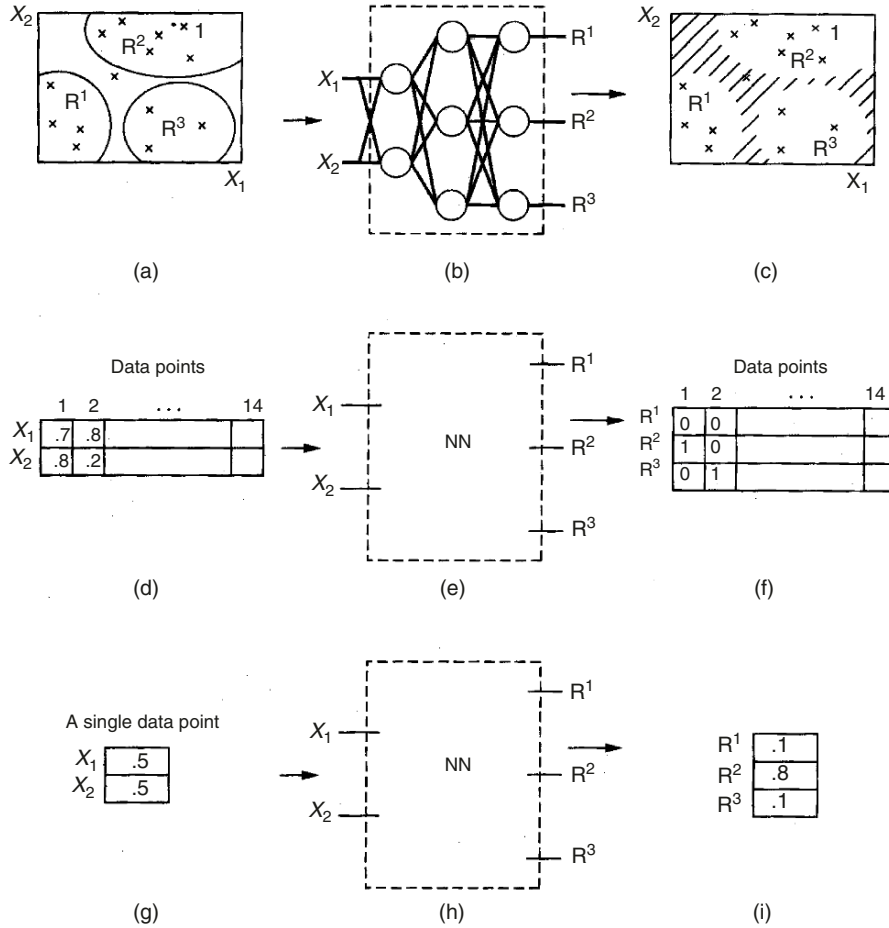 X₂
R²
1
R¹
R³
X₁
(a)
X₁
X₂
R¹
R²
R³
(b)
X₂
1
R²
R¹
R³
X₁
(c)
Data points
1 2 ... 14
X₁ .7 .8
X₂ .8 .2
(d)
R¹
X₁
NN
R²
X₂
R³
(e)
Data points
1 2 ... 14
R¹ 0 0
R² 1 0
R³ 0 1
(f)
A single data point
X₁ .5
X₂ .5
(g)
R¹
X₁
NN
R²
X₂
R³
(h)
R¹ .1
R² .8
R³ .1
(i)